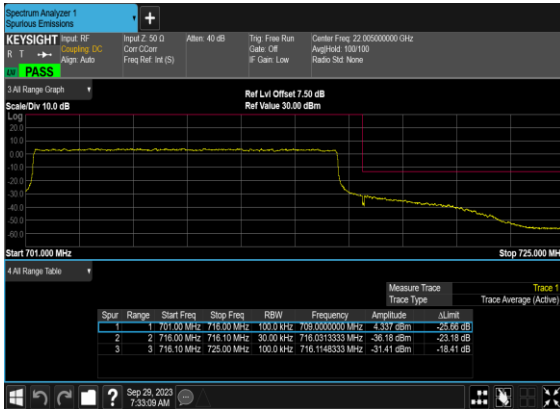 Spectrum Analyzer 1
Spurious Emissions
+
KEYSIGHT Input: RF Input Z: 50 Ω Atten: 40 dB Trig: Free Run Center Freq: 22.005000000 GHz
R T Coupling: DC Corr CCorr Gate: Off Avg|Hold: 100/100
Align: Auto Freq Ref: Int (S) IF Gain: Low Radio Std: None
PASS
3 All Range Graph
Ref Lvl Offset 7.50 dB
Scale/Div 10.0 dB Ref Value 30.00 dBm
Log
20.0
10.0
0.00
-10.0
-20.0
-30.0
-40.0
-50.0
-60.0
Start 701.000 MHz Stop 725.000 MH
4 All Range Table
Measure Trace Trace 1
Trace Type Trace Average (Active)
Spur Range Start Freq Stop Freq RBW Frequency Amplitude ΔLimit
1 1 701.00 MHz 716.00 MHz 100.0 kHz 709.0000000 MHz 4.337 dBm -25.66 dB
2 2 716.00 MHz 716.10 MHz 30.00 kHz 716.0313333 MHz -36.18 dBm -23.18 dB
3 3 716.10 MHz 725.00 MHz 100.0 kHz 716.1148333 MHz -31.41 dBm -18.41 dB
? Sep 29, 2023
7:33:09 AM